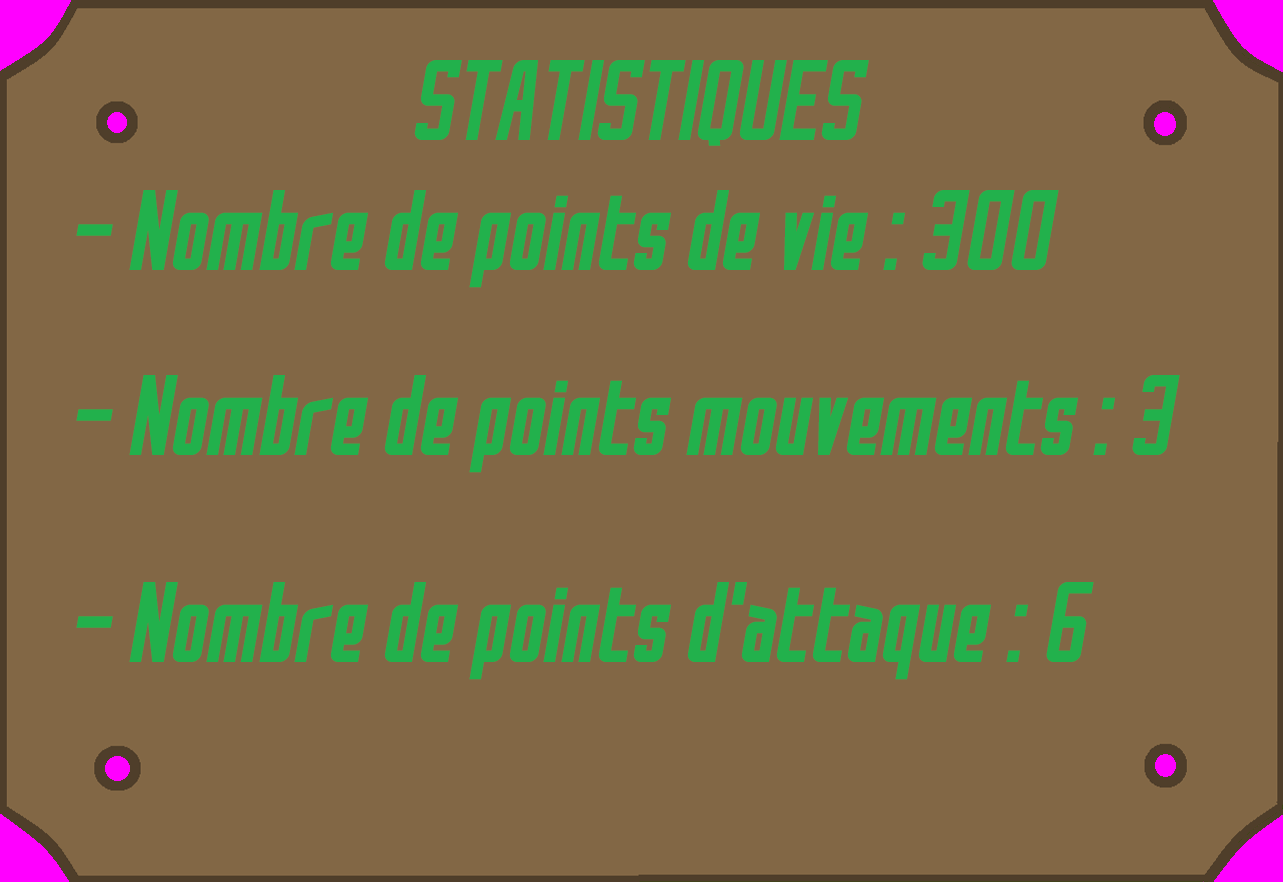 STATISTIQUES
- Nombre de points de vie : 300
- Nombre de points mouvements : 3
- Nombre de points d'attaque : 6